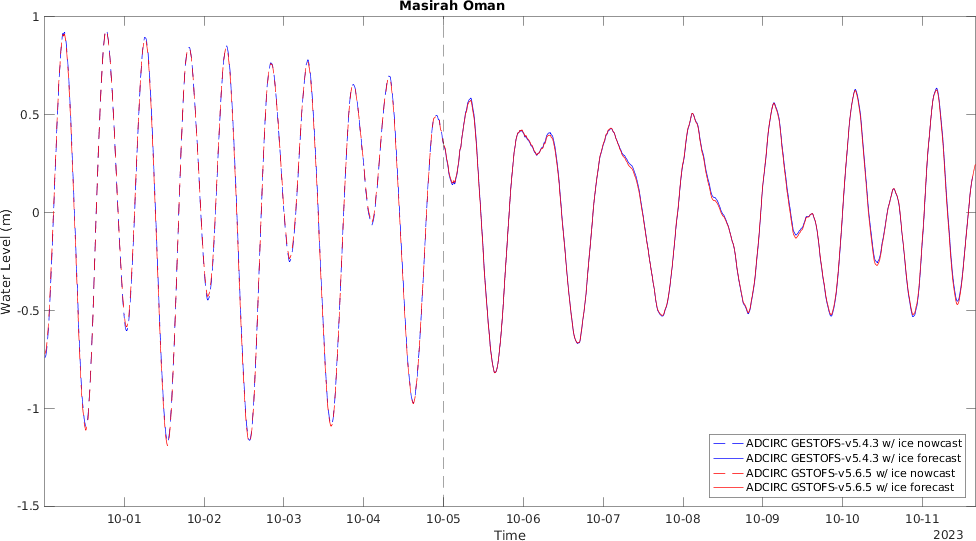 Masirah Oman
Water Level (m)
1
0.5
0
-0.5
-1
-1.5
ADCIRC GESTOFS-v5.4.3 w/ ice nowcast
ADCIRC GESTOFS-v5.4.3 w/ ice forecast
ADCIRC GSTOFS-v5.6.5 w/ ice nowcast
ADCIRC GSTOFS-v5.6.5 w/ ice forecast
10-01 10-02 10-03 10-04 10-05 10-06 10-07 10-08 10-09 10-10 10-11
Time
2023